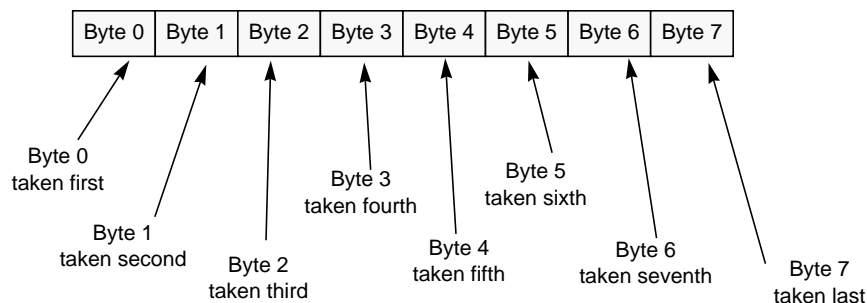 Byte 0 Byte 1 Byte 2 Byte 3 Byte 4 Byte 5 Byte 6 Byte 7
Byte 0
taken first
Byte 1
taken second
Byte 2
taken third
Byte 3
taken fourth
Byte 4
taken fifth
Byte 5
taken sixth
Byte 6
taken seventh
Byte 7
taken last